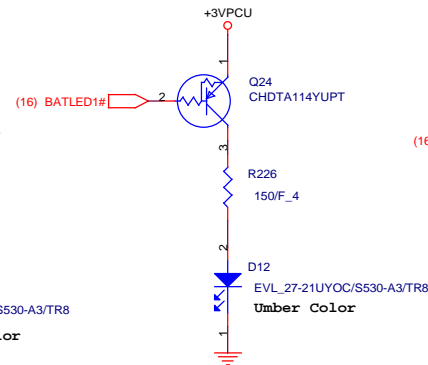 +3VPCU
1
Q24
CHDTA114YUPT
(16) BATLED1#
2
3
(16
R226
150/F_4
2
D12
EVL_27-21UYOC/S530-A3/TR8
Umber Color
S530-A3/TR8
1
lor